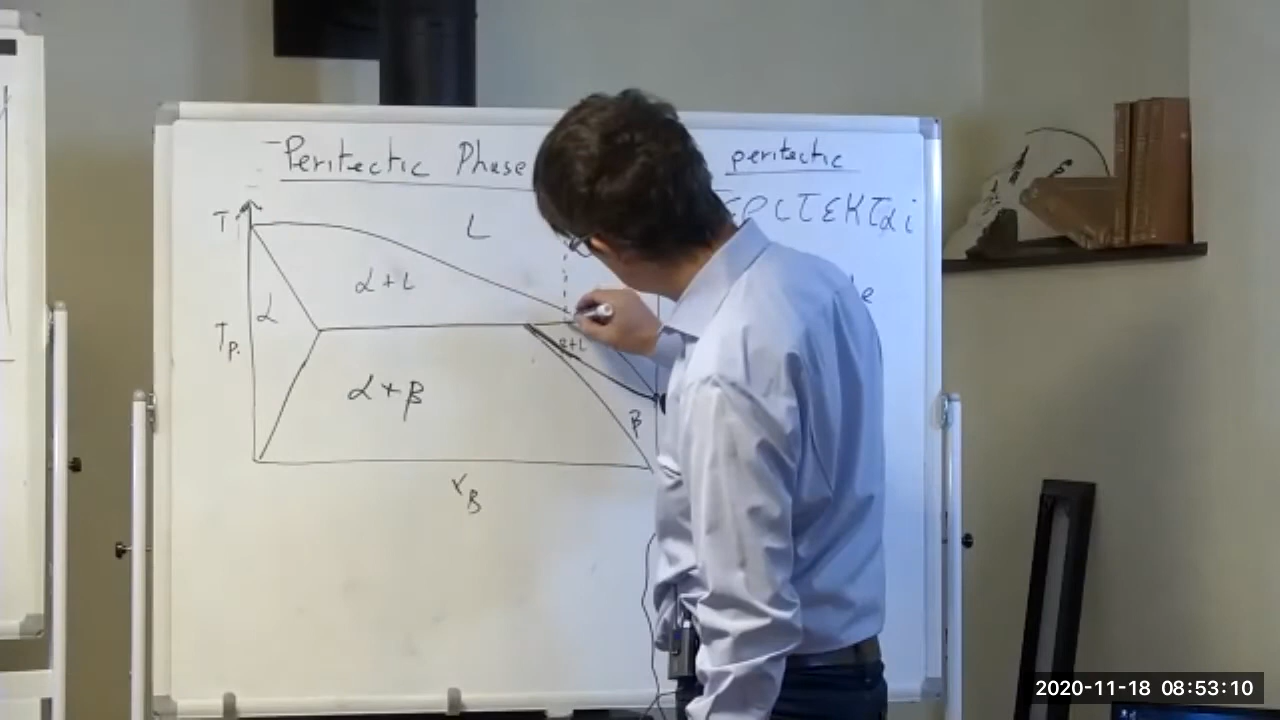 Peritectic Phase peritectic
L
T
α+L
α
Tp.
β+L
α+β
β
XB
2020-11-18 08:53:10